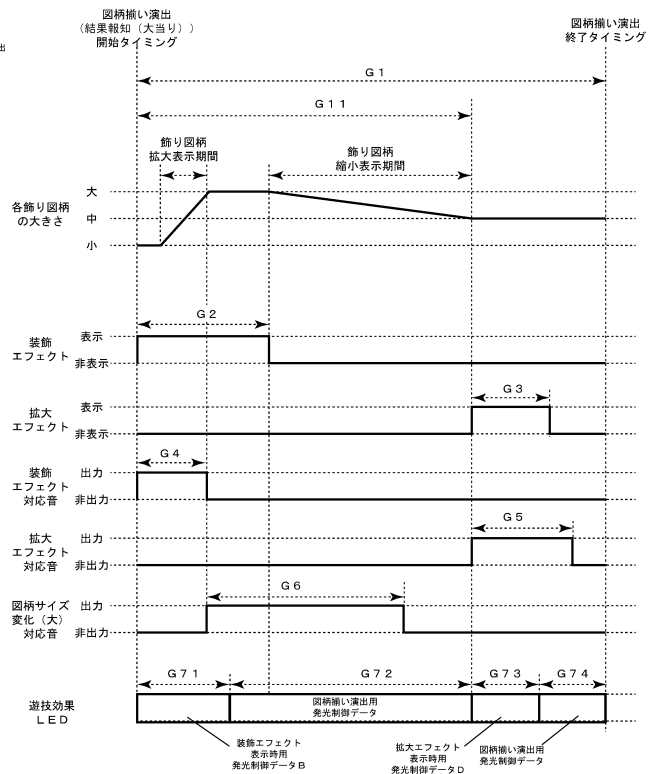 図柄揃い演出
（結果報知（大当り））
開始タイミング
図柄揃い演出
終了タイミング
出
Ｇ１
Ｇ１１
飾り図柄
拡大表示期間
飾り図柄
縮小表示期間
各飾り図柄
の大きさ
大
中
小
Ｇ２
装飾
エフェクト
表示
非表示
Ｇ３
拡大
エフェクト
表示
非表示
Ｇ４
装飾
エフェクト
対応音
出力
非出力
Ｇ５
拡大
エフェクト
対応音
出力
非出力
Ｇ６
図柄サイズ
変化（大）
対応音
出力
非出力
Ｇ７１
Ｇ７２
Ｇ７３
Ｇ７４
遊技効果
ＬＥＤ
図柄揃い演出用
発光制御データ
装飾エフェクト
表示時用
発光制御データＢ
拡大エフェクト
表示時用
発光制御データＤ
図柄揃い演出用
発光制御データ